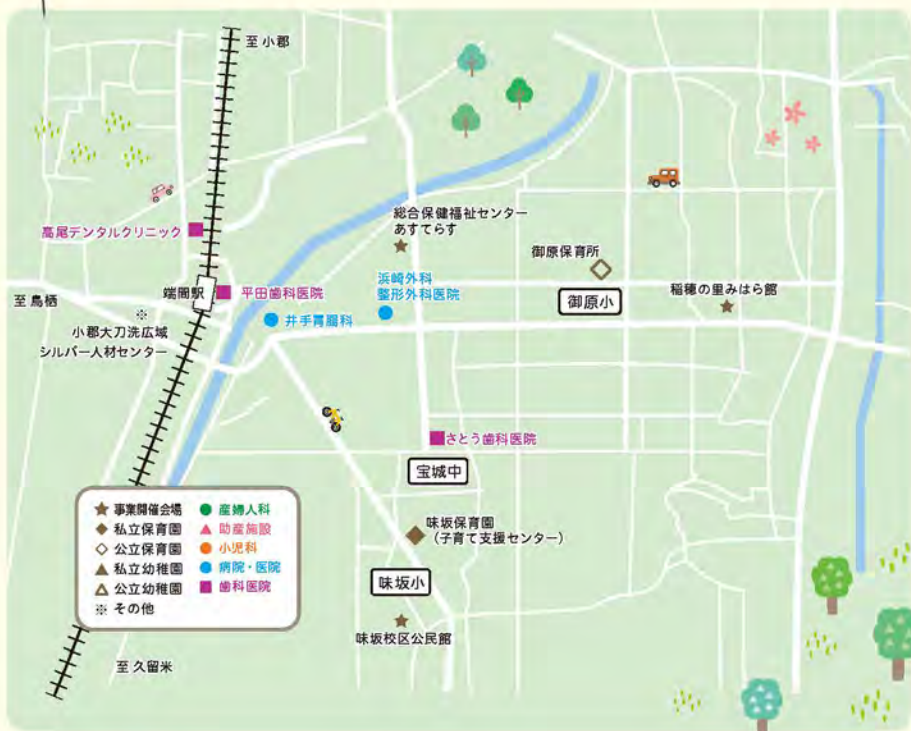 至 小郡
総合保健福祉センター
あすてらす
高尾デンタルクリニック
御原保育所
浜崎外科
整形外科医院
端間駅
平田歯科医院
至 鳥栖
御原小
稲穂の里みはら館
井手胃腸科
※
小郡大刀洗広域
シルバー人材センター
さとう歯科医院
宝城中
味坂保育園
（子育て支援センター）
味坂小
味坂校区公民館
事業開催会場
私立保育園
公立保育園
私立幼稚園
公立幼稚園
※ その他
産婦人科
助産施設
小児科
病院・医院
歯科医院
至 久留米